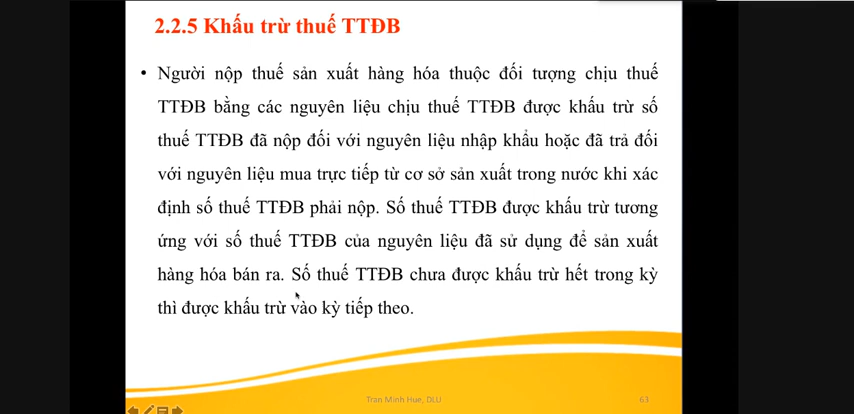 2.2.5 Khấu trừ thuế TTĐB
• Người nộp thuế sản xuất hàng hóa thuộc đối tượng chịu thuế
TTĐB bằng các nguyên liệu chịu thuế TTĐB được khấu trừ số
thuế TTĐB đã nộp đối với nguyên liệu nhập khẩu hoặc đã trả đối
với nguyên liệu mua trực tiếp từ cơ sở sản xuất trong nước khi xác
định số thuế TTĐB phải nộp. Số thuế TTĐB được khấu trừ tương
ứng với số thuế TTĐB của nguyên liệu đã sử dụng để sản xuất
hàng hóa bán ra. Số thuế TTĐB chưa được khấu trừ hết trong kỳ
thì được khấu trừ vào kỳ tiếp theo.
Tran Minh Hue, DLU
63